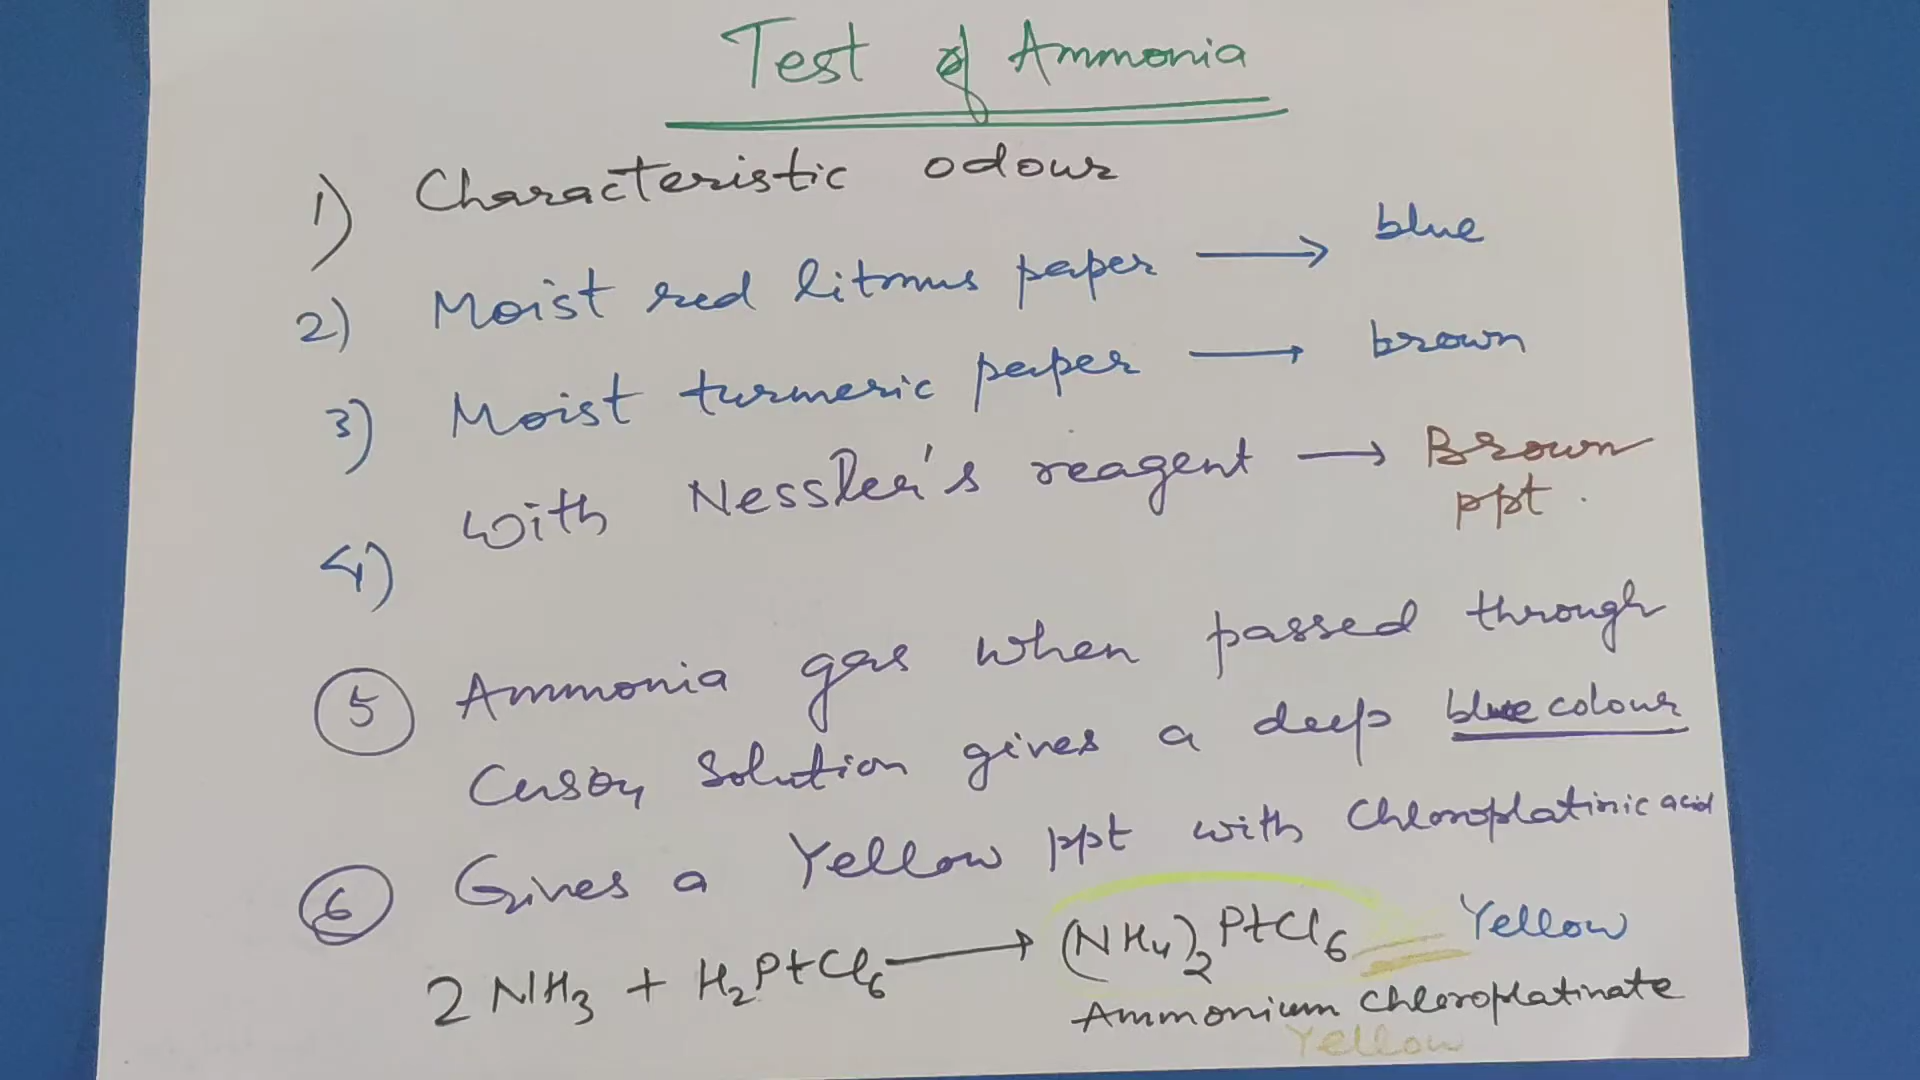 Test of Ammonia
1) Characteristic odour
2) Moist red litmus paper → blue
3) Moist turmeric paper → brown
4) with Nessler's reagent → Brown
ppt.
5 Ammonia gas when passed through
CuSO4 solution gives a deep blue colour
6 Gives a Yellow ppt with Chloroplatinic acid
2 NH3 + H2PtCl6 → (NH4)2PtCl6 Yellow
Ammonium Chloroplatinate
Yellow